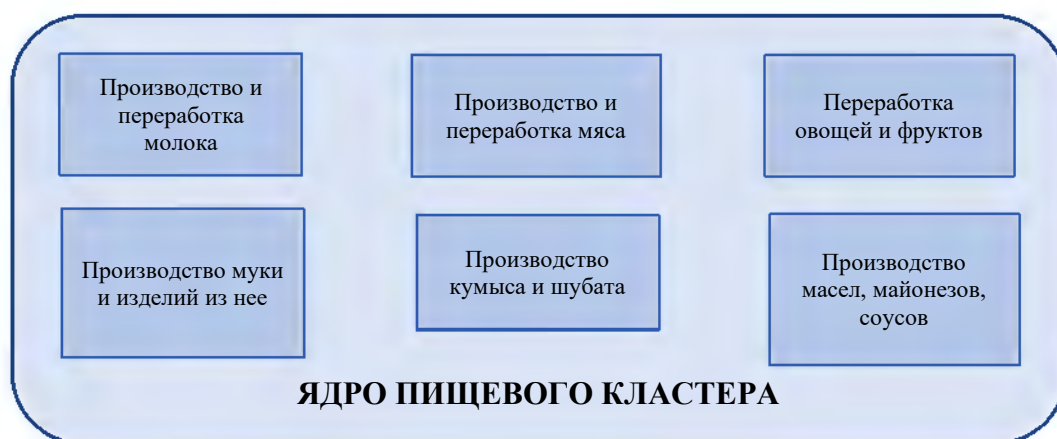 Производство и
переработка
молока
Производство и
переработка мяса
Переработка
овощей и фруктов
Производство муки
и изделий из нее
Производство
кумыса и шубата
Производство
масел, майонезов,
соусов
ЯДРО ПИЩЕВОГО КЛАСТЕРА